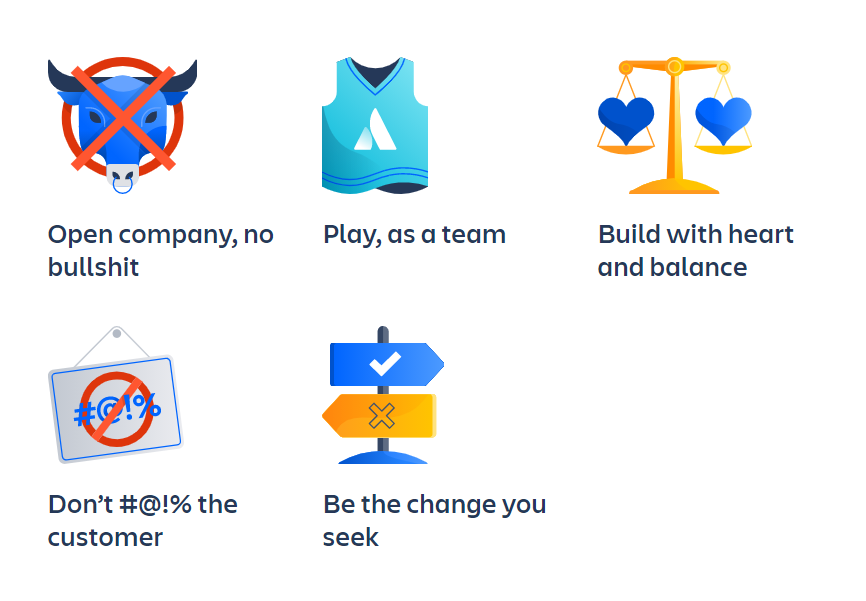 Open company, no
bullshit
Play, as a team
Build with heart
and balance
#@!%
Don’t #@!% the
customer
Be the change you
seek